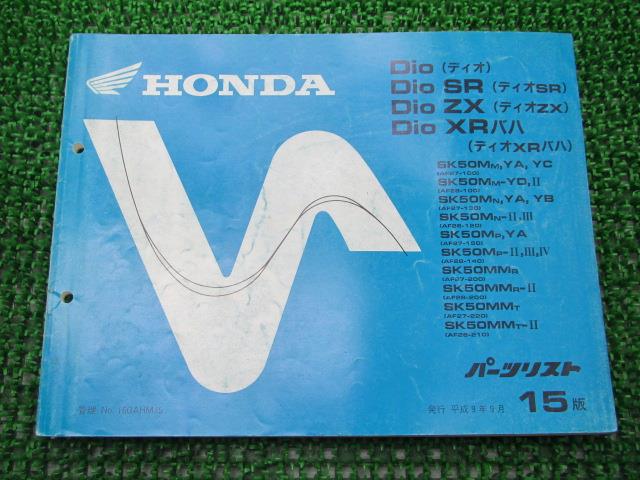 HONDA
Dio (ディオ)
Dio SR (ディオSR)
Dio ZX (ディオZX)
Dio XRバハ
(ディオXRバハ)
SK50MM,YA, YC
(AF27-100)
SK50MM-YD,II
(AF28-100)
SK50MN,YA, YB
(AF27-130)
SK50MN-II,III
(AF28-120)
SK50MP,YA
(AF27-150)
SK50MP-II,III,IV
(AF28-140)
SK50MMR
(AF27-200)
SK50MMR-II
(AF28-200)
SK50MMT
(AF27-220)
SK50MMT-II
(AF28-210)
パーツリスト
管理 No.
発行 平成9年9月 15版